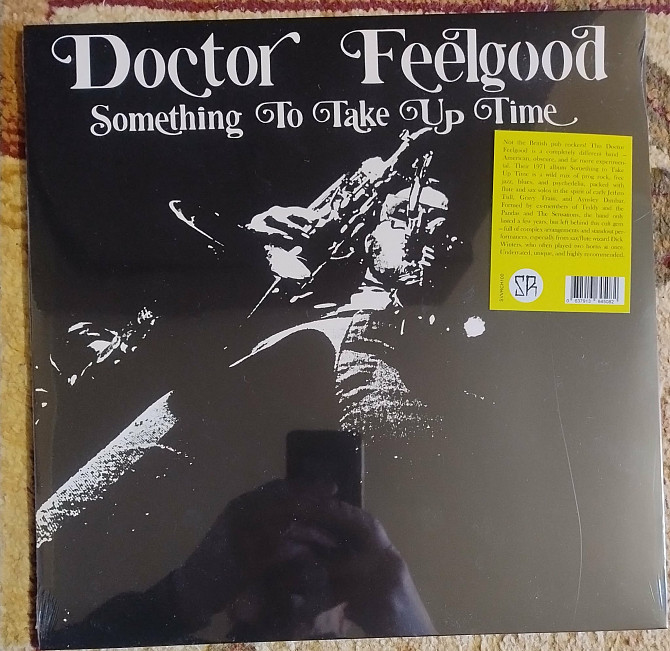 Doctor Feelgood
Something To Take Up Time
Not the British pub rockers! This Doctor
Feelgood is a completely different band –
American, obscure, and far more experiment-
al. Their 1971 album Something to Take
Up Time is a wild mix of prog rock, free
jazz, blues, and psychedelia, packed with
flute and sax solos in the spirit of early Jethro
Tull, Gravy Train, and Aynsley Dunbar.
Formed by ex-members of Teddy and the
Pandas and The Sensations, the band only
lasted a few years, but left behind this cult gem
– full of complex arrangements and standout per-
formances, especially from sax/flute wizard Dick
Winters, who often played two horns at once.
Underrated, unique, and highly recommended.
SR